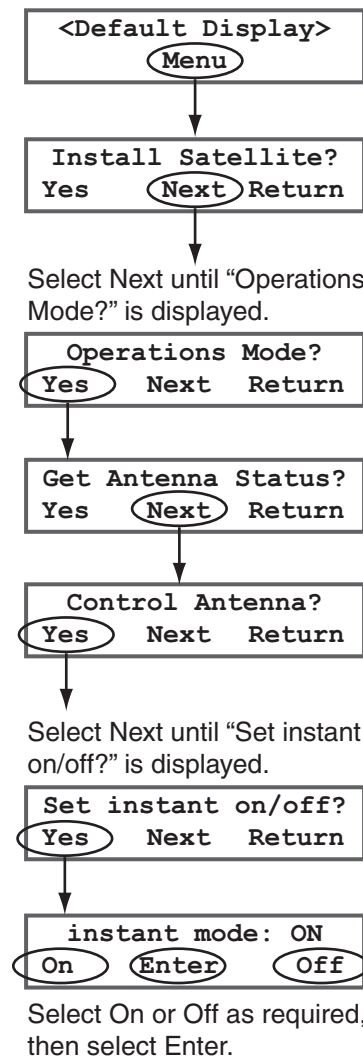 <Default Display>
Menu
Install Satellite?
Yes Next Return
Select Next until “Operations
Mode?” is displayed.
Operations Mode?
Yes Next Return
Get Antenna Status?
Yes Next Return
Control Antenna?
Yes Next Return
Select Next until “Set instant
on/off?” is displayed.
Set instant on/off?
Yes Next Return
instant mode: ON
On Enter Off
Select On or Off as required,
then select Enter.